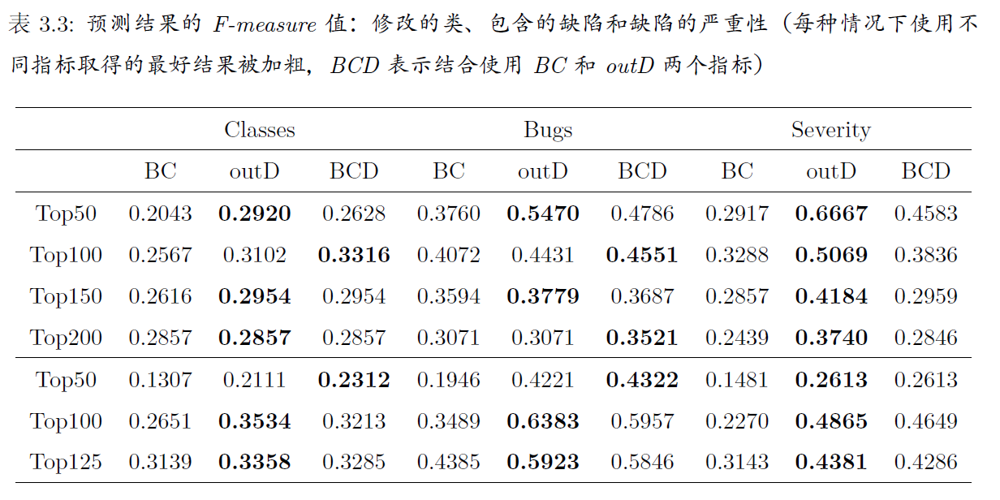 表 3.3: 预测结果的 F-measure 值：修改的类、包含的缺陷和缺陷的严重性（每种情况下使用不
同指标取得的最好结果被加粗，BCD 表示结合使用 BC 和 outD 两个指标）
Classes Bugs Severity
BC outD BCD BC outD BCD BC outD BCD
Top50 0.2043 0.2920 0.2628 0.3760 0.5470 0.4786 0.2917 0.6667 0.4583
Top100 0.2567 0.3102 0.3316 0.4072 0.4431 0.4551 0.3288 0.5069 0.3836
Top150 0.2616 0.2954 0.2954 0.3594 0.3779 0.3687 0.2857 0.4184 0.2959
Top200 0.2857 0.2857 0.2857 0.3071 0.3071 0.3521 0.2439 0.3740 0.2846
Top50 0.1307 0.2111 0.2312 0.1946 0.4221 0.4322 0.1481 0.2613 0.2613
Top100 0.2651 0.3534 0.3213 0.3489 0.6383 0.5957 0.2270 0.4865 0.4649
Top125 0.3139 0.3358 0.3285 0.4385 0.5923 0.5846 0.3143 0.4381 0.4286